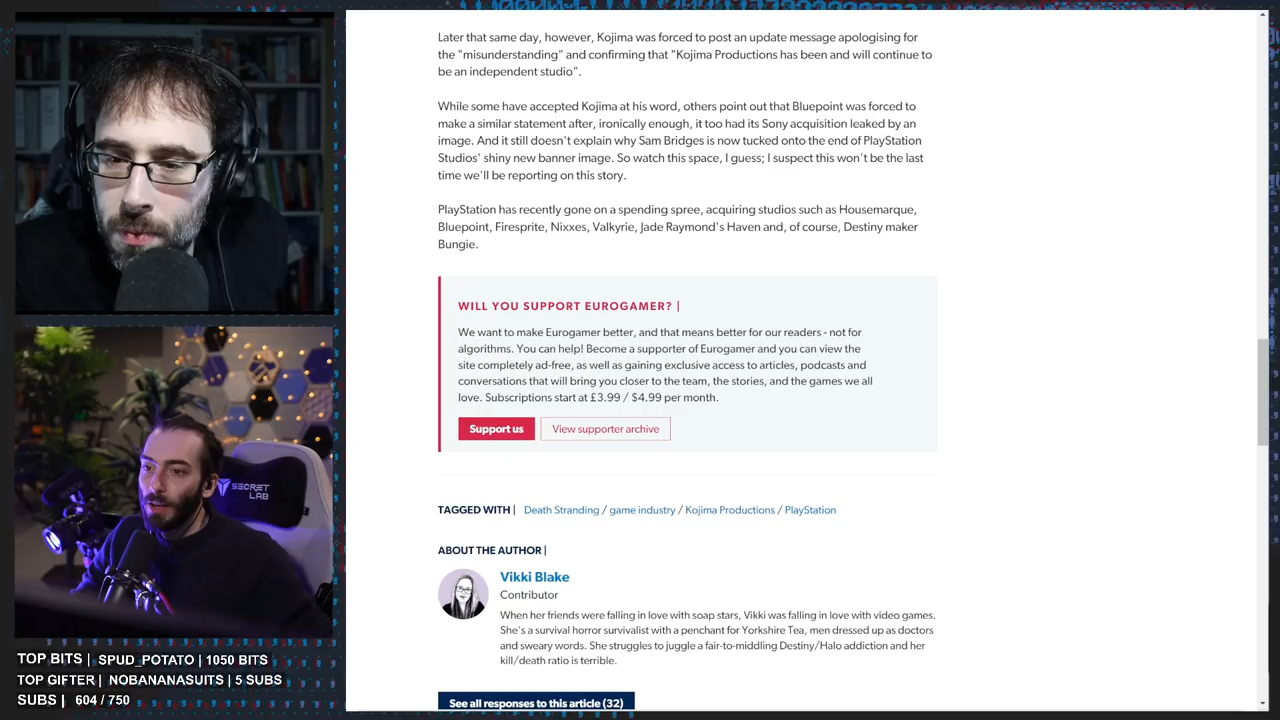 Later that same day, however, Kojima was forced to post an update message apologising for
the "misunderstanding" and confirming that "Kojima Productions has been and will continue to
be an independent studio".
While some have accepted Kojima at his word, others point out that Bluepoint was forced to
make a similar statement after, ironically enough, it too had its Sony acquisition leaked by an
image. And it still doesn't explain why Sam Bridges is now tucked onto the end of PlayStation
Studios' shiny new banner image. So watch this space, I guess; I suspect this won't be the last
time we'll be reporting on this story.
PlayStation has recently gone on a spending spree, acquiring studios such as Housemarque,
Bluepoint, Firesprite, Nixxes, Valkyrie, Jade Raymond's Haven and, of course, Destiny maker
Bungie.
WILL YOU SUPPORT EUROGAMER? |
We want to make Eurogamer better, and that means better for our readers - not for
algorithms. You can help! Become a supporter of Eurogamer and you can view the
site completely ad-free, as well as gaining exclusive access to articles, podcasts and
conversations that will bring you closer to the team, the stories, and the games we all
love. Subscriptions start at £3.99 / $4.99 per month.
Support us
View supporter archive
TAGGED WITH | Death Stranding / game industry / Kojima Productions / PlayStation
ABOUT THE AUTHOR |
Vikki Blake
Contributor
When her friends were falling in love with soap stars, Vikki was falling in love with video games.
She's a survival horror survivalist with a penchant for Yorkshire Tea, men dressed up as doctors
and sweary words. She struggles to juggle a fair-to-middling Destiny/Halo addiction and her
kill/death ratio is terrible.
See all responses to this article (32)
SECRET
LAB
TOP BITS | SPUD_POTATO | 1050 BITS
TOP GIFTER | NOBANANASUITS | 5 SUBS
SUBS | 604 / 750